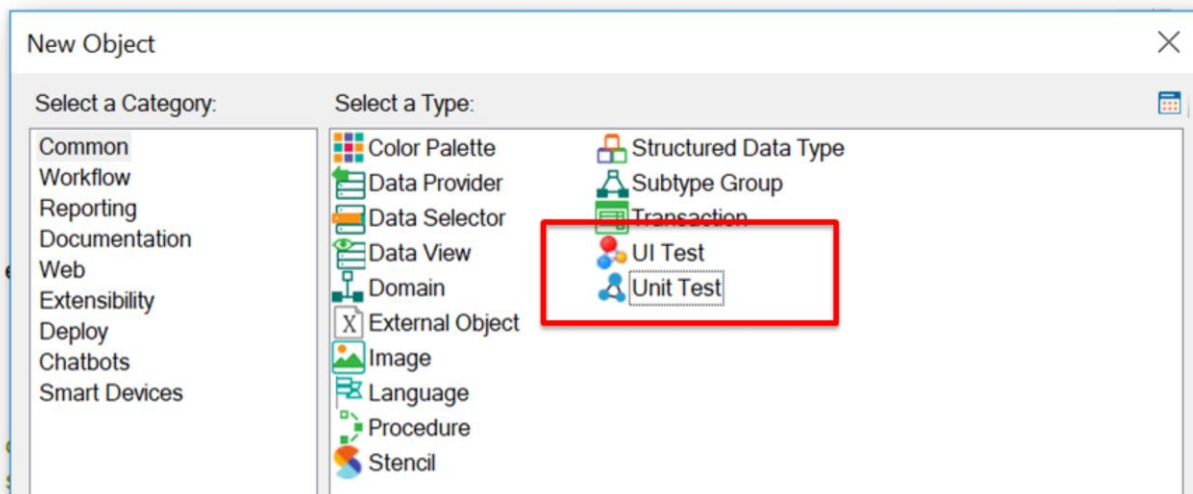 New Object
Select a Category:
Select a Type:
Common
Workflow
Reporting
Documentation
Web
Extensibility
Deploy
Chatbots
Smart Devices
Color Palette
Data Provider
Data Selector
Data View
Domain
External Object
Image
Language
Procedure
Stencil
Structured Data Type
Subtype Group
Transaction
UI Test
Unit Test